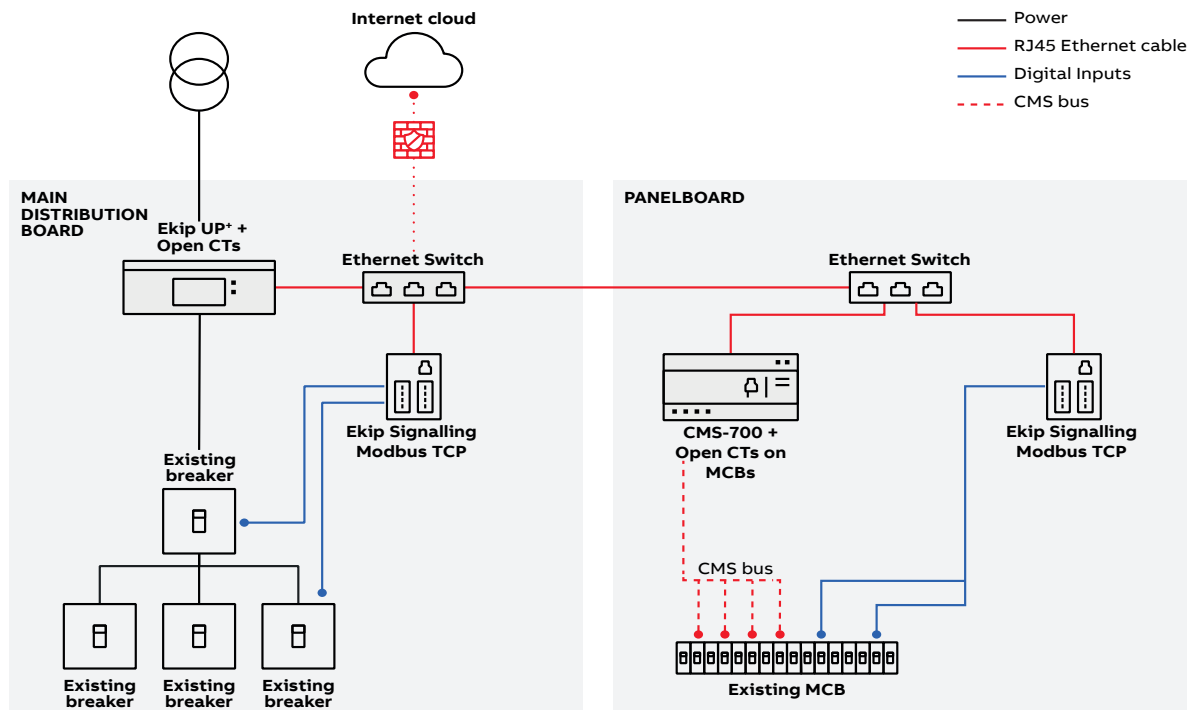 Internet cloud
Power
RJ45 Ethernet cable
Digital Inputs
CMS bus
MAIN
DISTRIBUTION
BOARD
Ekip UP⁺ +
Open CTs
Ethernet Switch
Ekip Signalling
Modbus TCP
Existing
breaker
Existing
breaker
Existing
breaker
Existing
breaker
PANELBOARD
Ethernet Switch
CMS-700 +
Open CTs on
MCBs
Ekip Signalling
Modbus TCP
CMS bus
Existing MCB